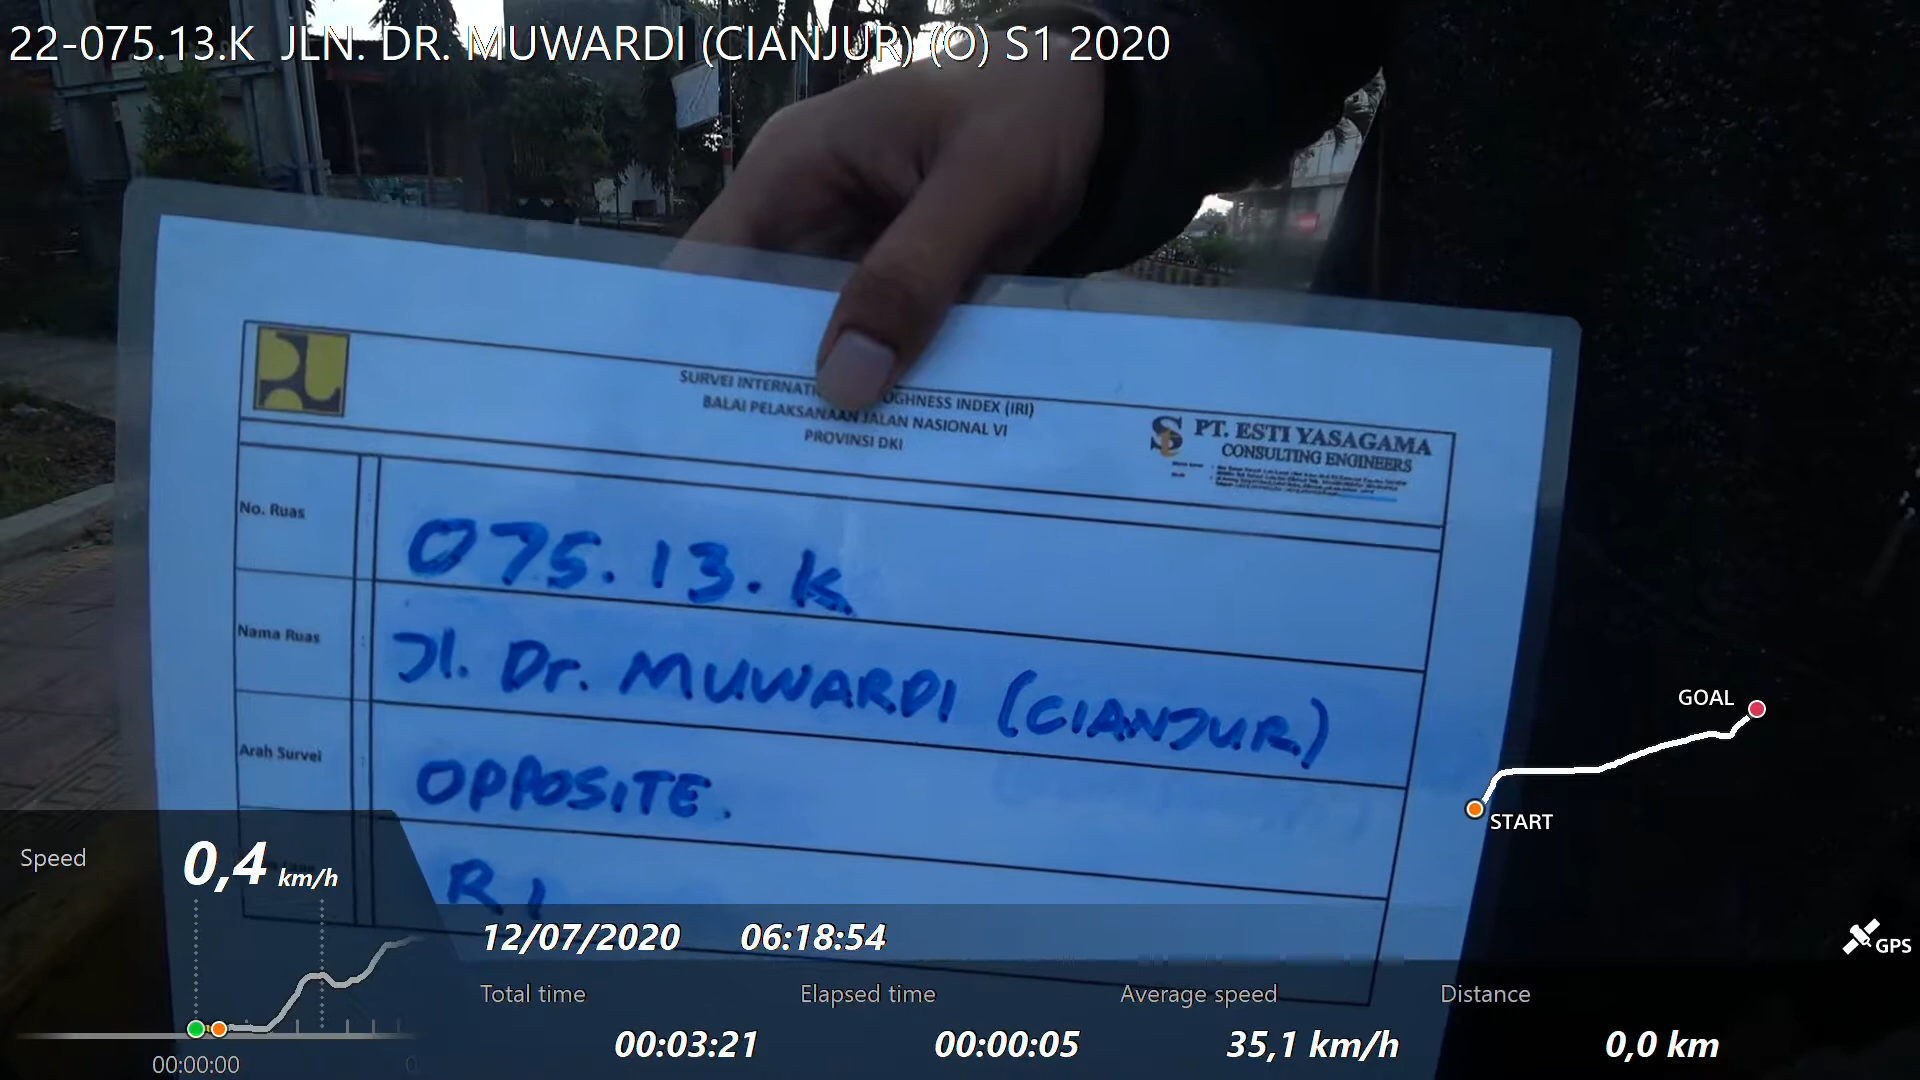 22-075.13.K JLN. DR. MUWARDI (CIANJUR) (O) S1 2020
SURVEI INTERNATI UGHNESS INDEX (IRI)
BALAI PELAKSANAAN JALAN NASIONAL VI
PROVINSI DKI
PT. ESTI YASAGAMA
CONSULTING ENGINEERS
No. Ruas : 075.13.K
Nama Ruas : Jl. Dr. MUWARDI (CIANJUR)
Arah Survei : OPPOSITE.
R1
GOAL
START
Speed
0,4 km/h
12/07/2020 06:18:54
GPS
Total time
Elapsed time
Average speed
Distance
00:03:21
00:00:05
35,1 km/h
0,0 km
00:00:00